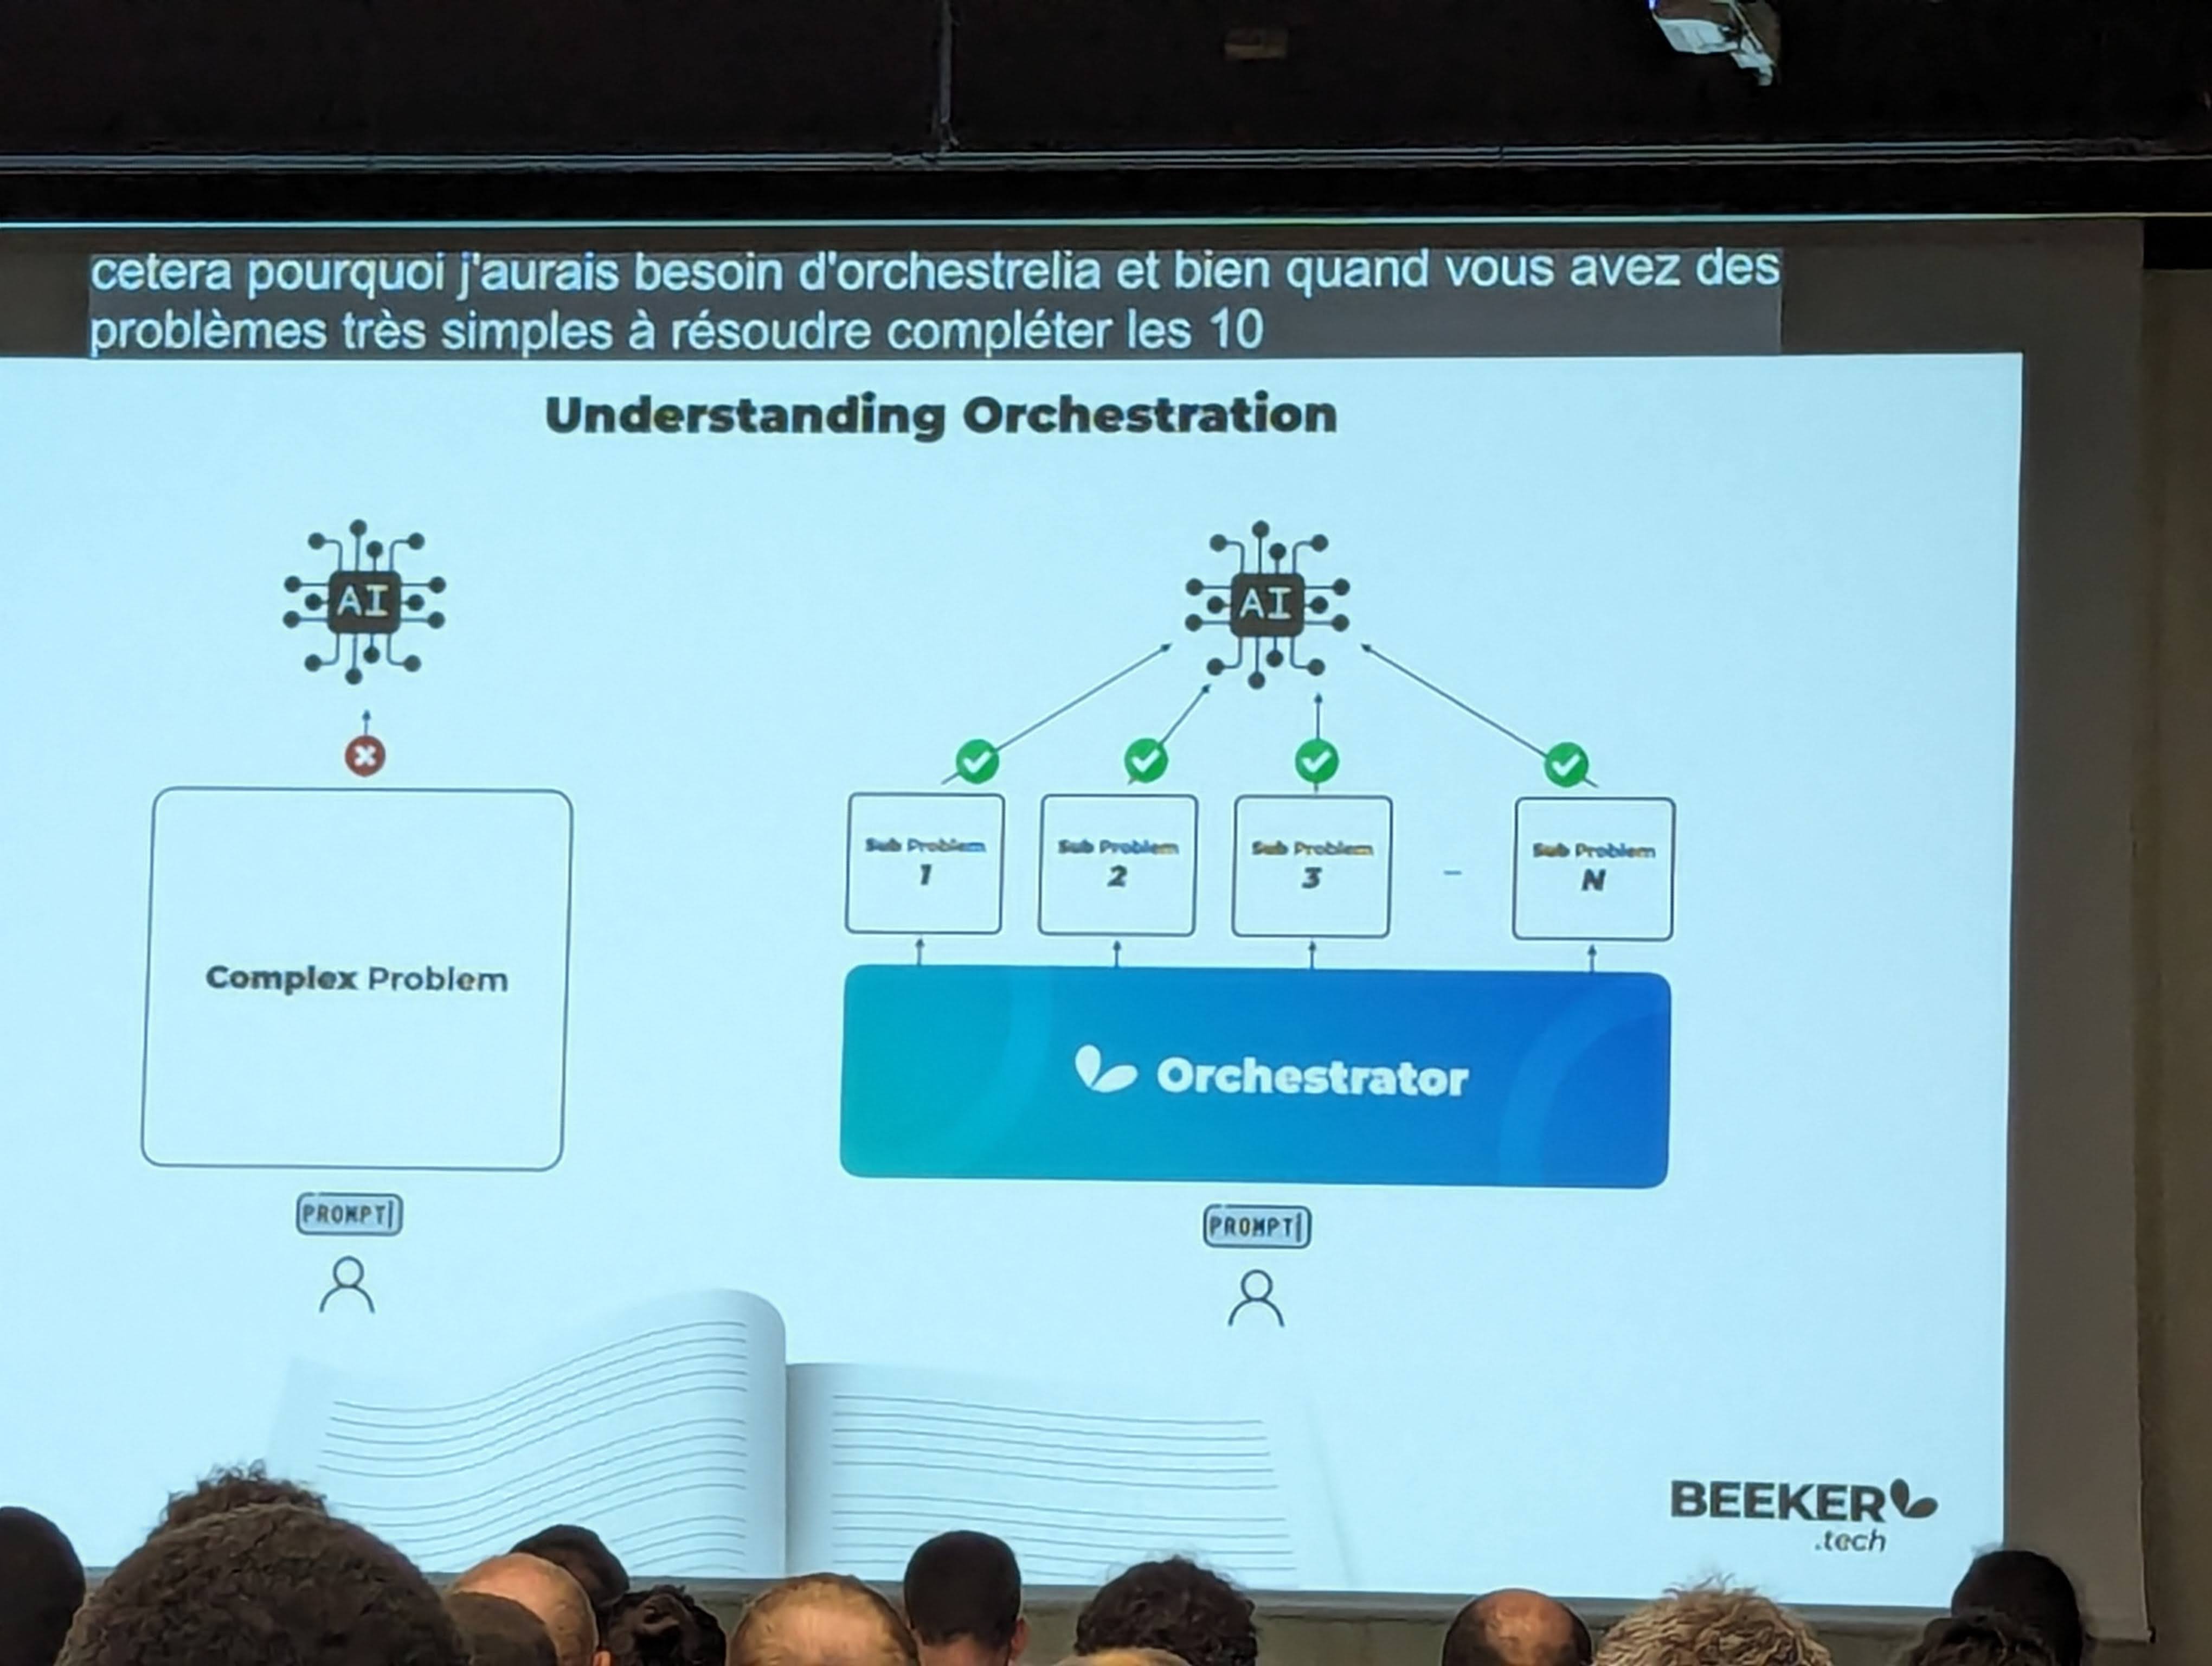 cetera pourquoi j'aurais besoin d'orchestrelia et bien quand vous avez des
problèmes très simples à résoudre compléter les 10
Understanding Orchestration
AI
Complex Problem
PROMPT
AI
Sub Problem
1
Sub Problem
2
Sub Problem
3
Sub Problem
N
Orchestrator
PROMPT
BEEKER
.tech